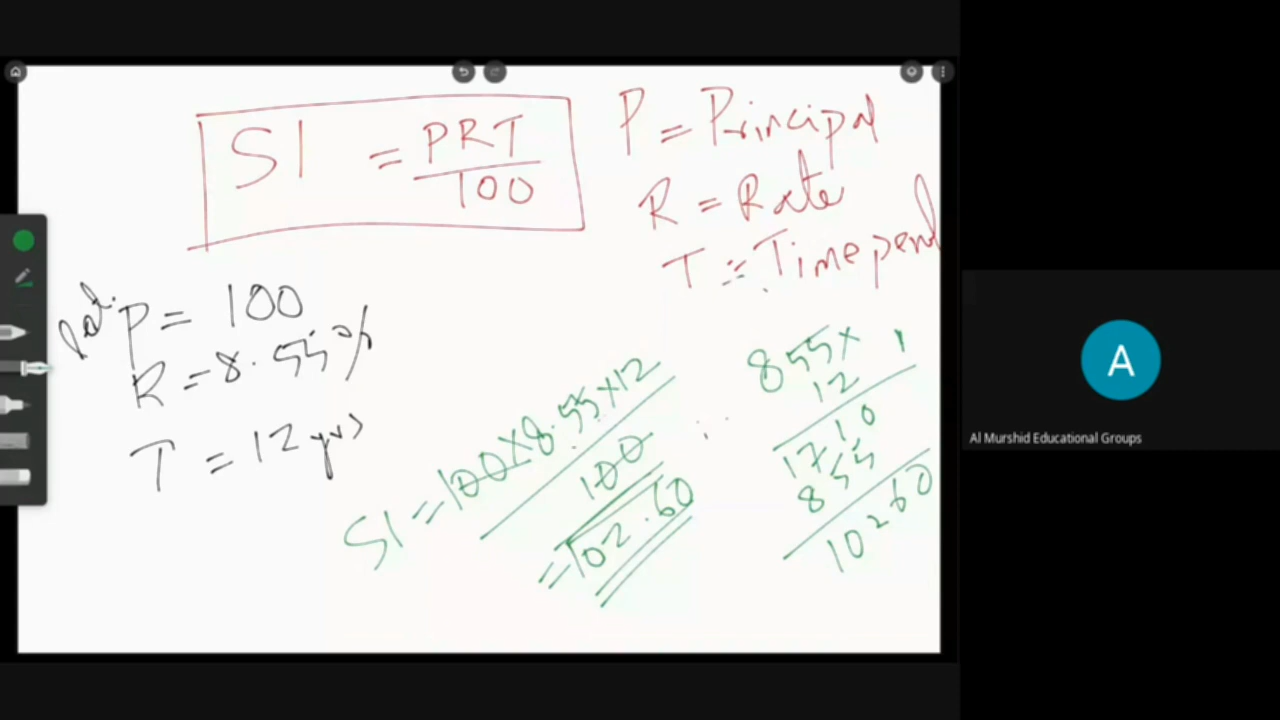 SI = PRT
100
P = Principal
R = Rate
T = Time
P = 100
R = 8.55%
T = 12 yrs
SI = 100 x 8.55 x 12
100
= 102.60
855 x
12
1710
855
10260
A
Al Murshid Educational Groups